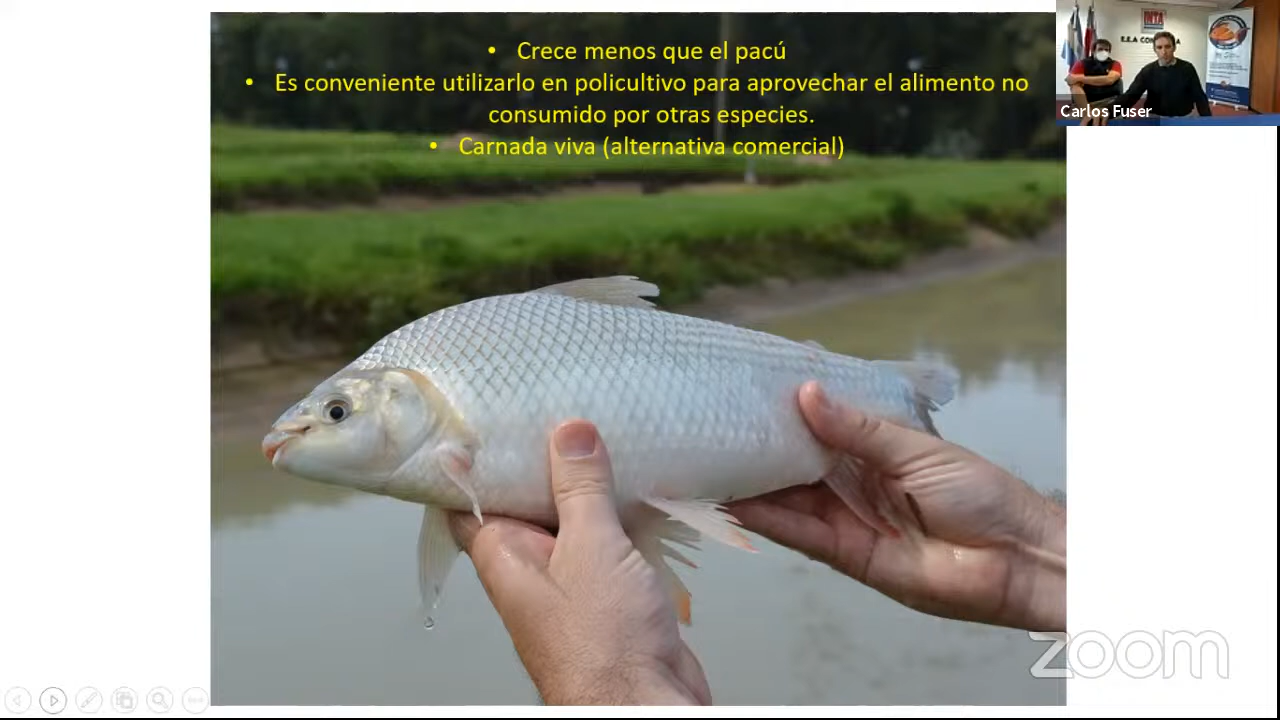 • Crece menos que el pacú
• Es conveniente utilizarlo en policultivo para aprovechar el alimento no
consumido por otras especies.
• Carnada viva (alternativa comercial)
INTA
Carlos Fuser
zoom